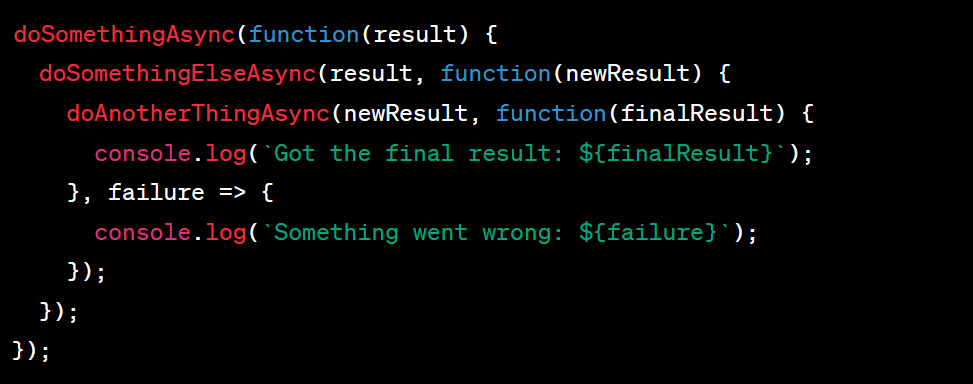 doSomethingAsync(function(result) {
  doSomethingElseAsync(result, function(newResult) {
    doAnotherThingAsync(newResult, function(finalResult) {
      console.log(`Got the final result: ${finalResult}`);
    }, failure => {
      console.log(`Something went wrong: ${failure}`);
    });
  });
});